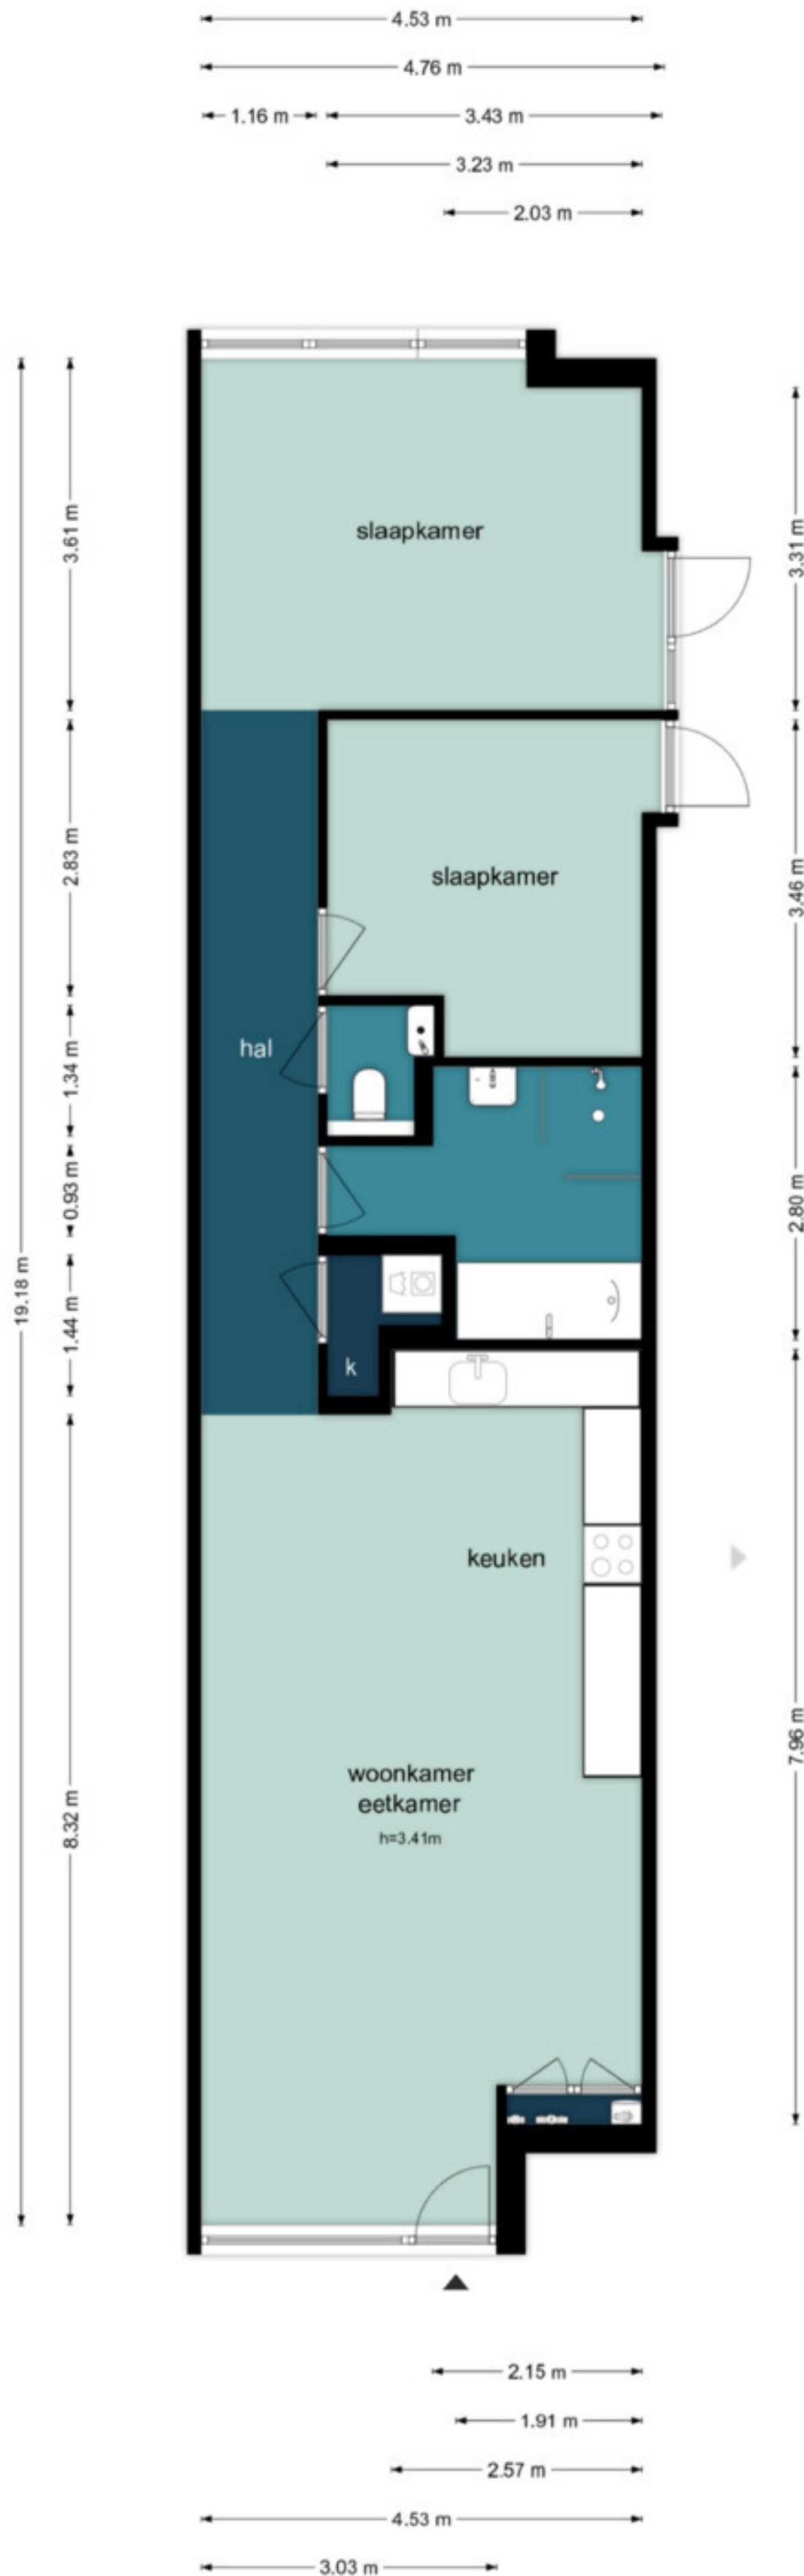 4.53 m
4.76 m
1.16 m
3.43 m
3.23 m
2.03 m
slaapkamer
3.61 m
3.31 m
slaapkamer
2.83 m
3.46 m
hal
1.34 m
0.93 m
2.80 m
19.18 m
1.44 m
k
keuken
7.96 m
woonkamer
eetkamer
h=3.41m
8.32 m
2.15 m
1.91 m
2.57 m
4.53 m
3.03 m